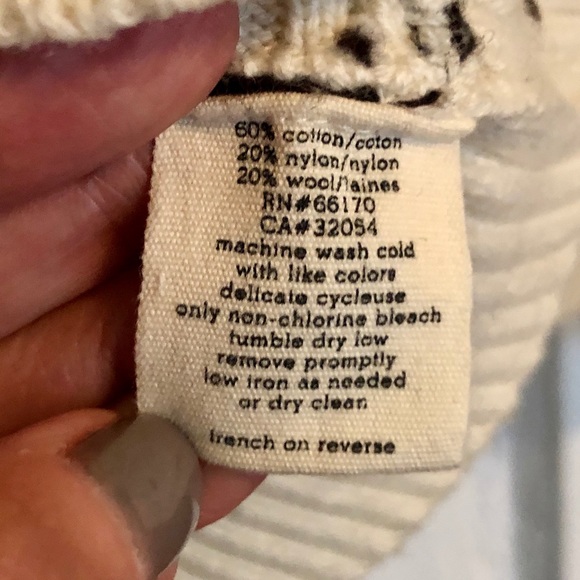 60% cotton/coton
20% nylon/nylon
20% wool/laines
RN#66170
CA#32054
machine wash cold
with like colors
delicate cycleuse
only non-chlorine bleach
tumble dry low
remove promptly
low iron as needed
or dry clean
french on reverse